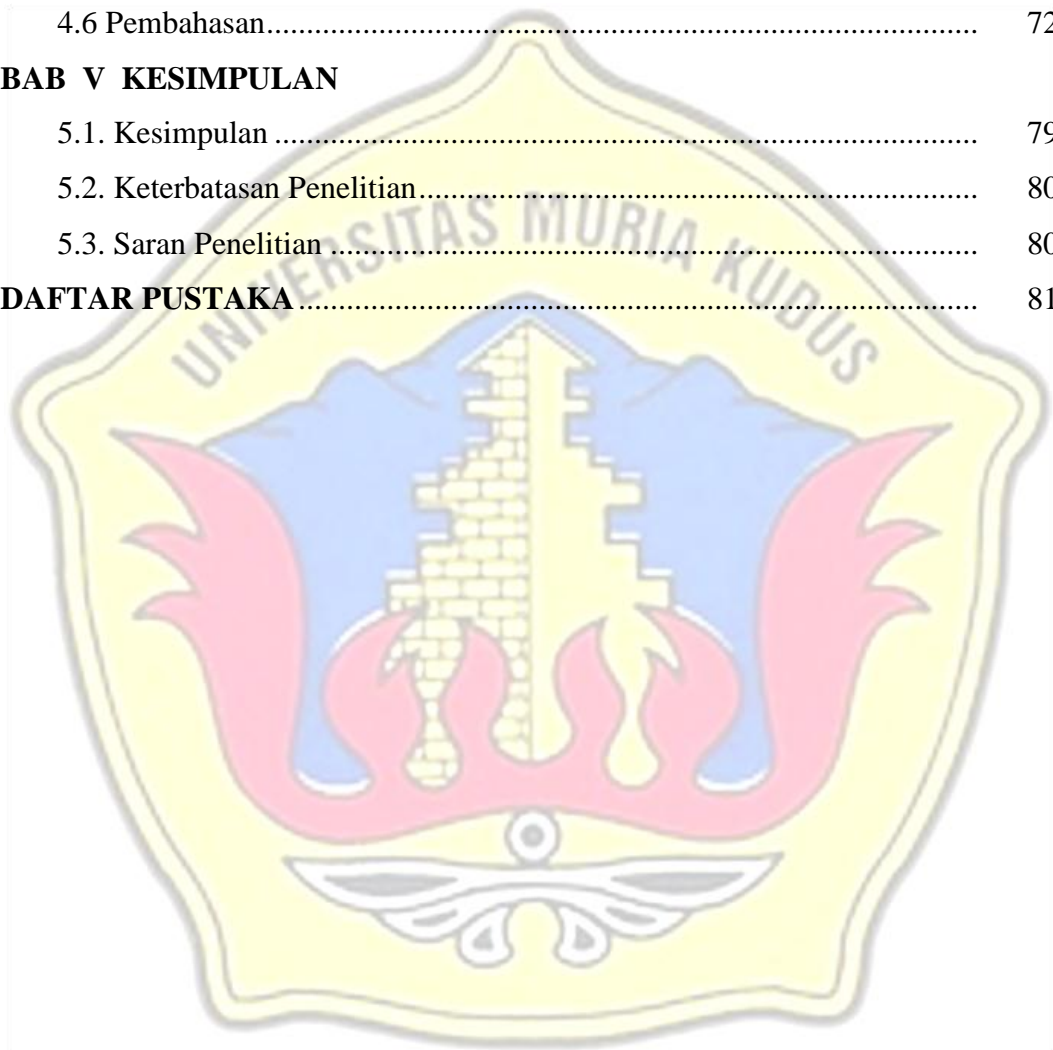 4.6 Pembahasan.......................................................................................... 72
BAB V KESIMPULAN
5.1. Kesimpulan ......................................................................................... 79
5.2. Keterbatasan Penelitian....................................................................... 80
5.3. Saran Penelitian .................................................................................. 80
DAFTAR PUSTAKA...................................................................................... 81
UNIVERSITAS MURIA KUDUS